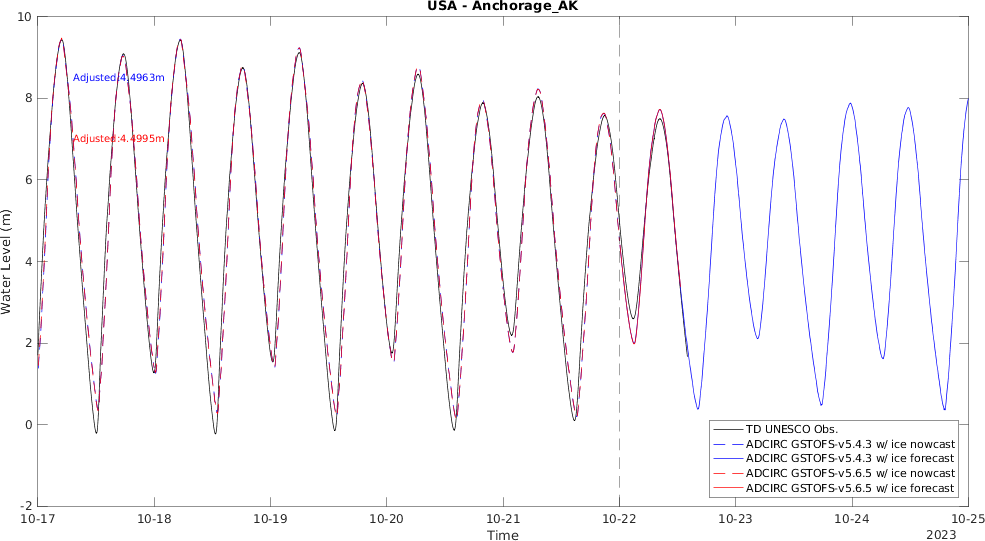 USA - Anchorage_AK
10
8
6
4
2
0
-2
Water Level (m)
Adjusted:4.4963m
Adjusted:4.4995m
TD UNESCO Obs.
ADCIRC GSTOFS-v5.4.3 w/ ice nowcast
ADCIRC GSTOFS-v5.4.3 w/ ice forecast
ADCIRC GSTOFS-v5.6.5 w/ ice nowcast
ADCIRC GSTOFS-v5.6.5 w/ ice forecast
10-17 10-18 10-19 10-20 10-21 10-22 10-23 10-24 10-25
Time
2023